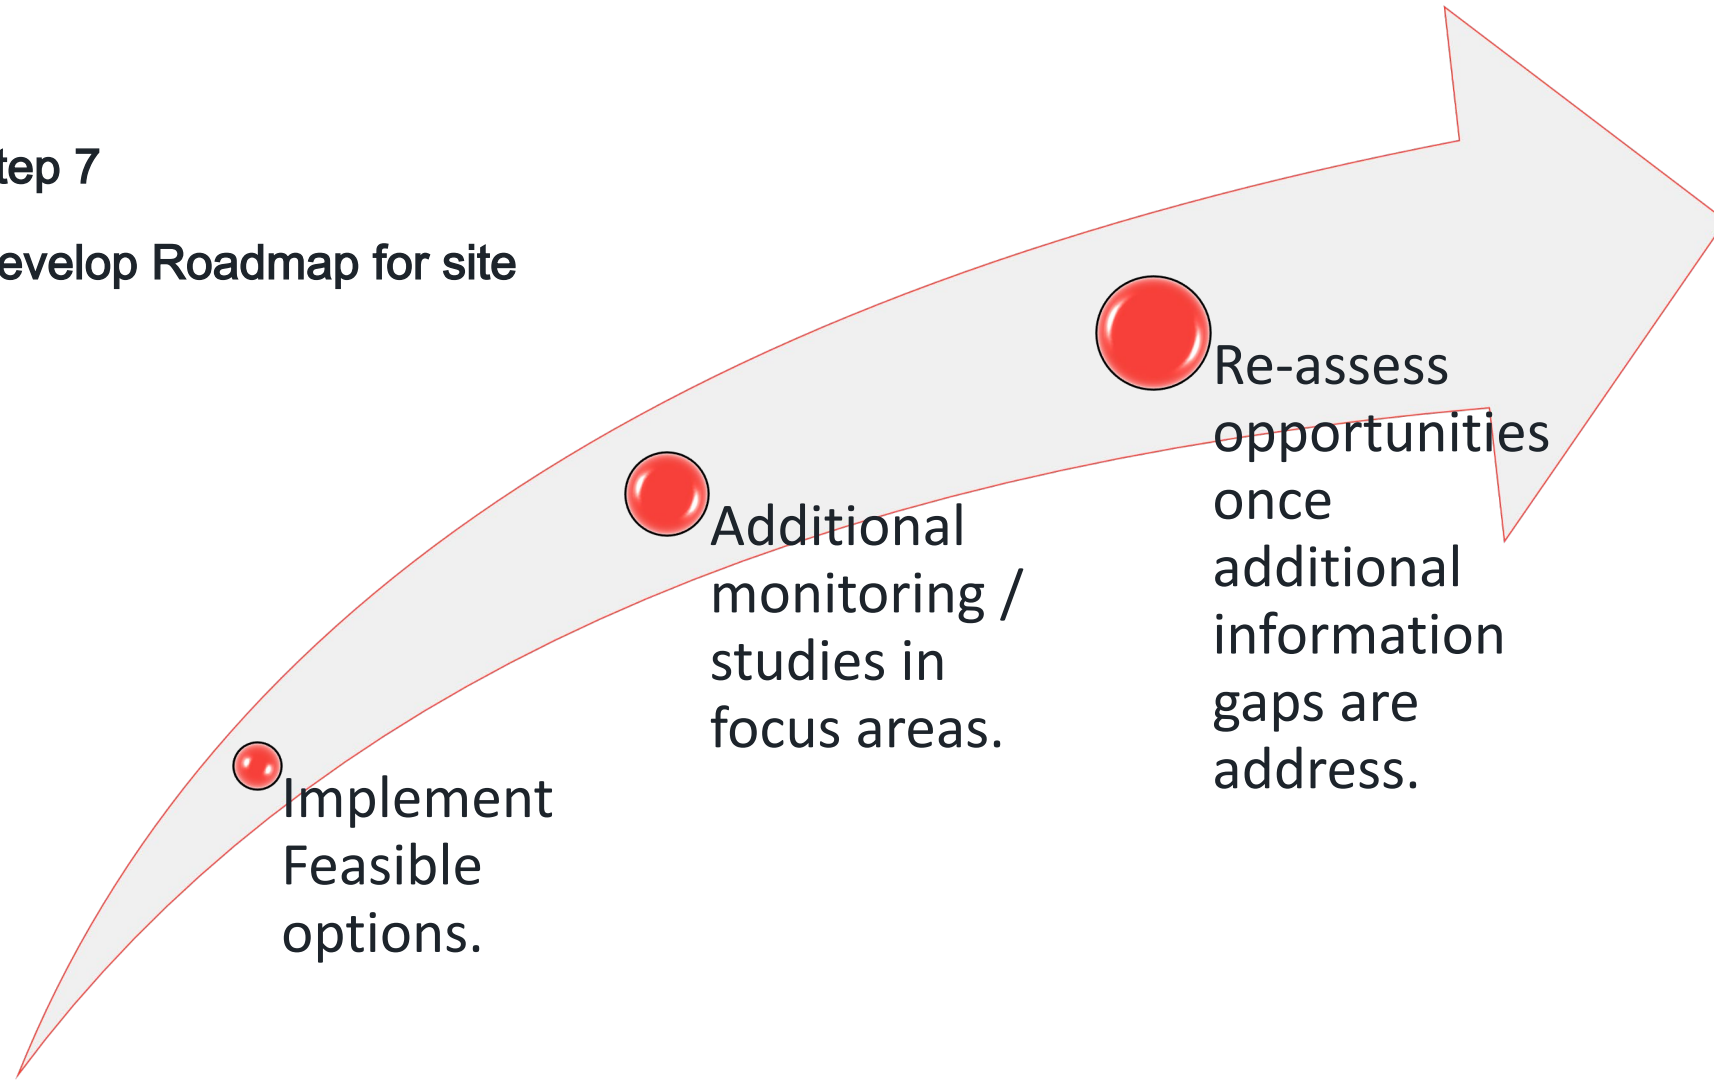 tep 7
evelop Roadmap for site
Implement
Feasible
options.
Additional
monitoring /
studies in
focus areas.
Re-assess
opportunities
once
additional
information
gaps are
address.